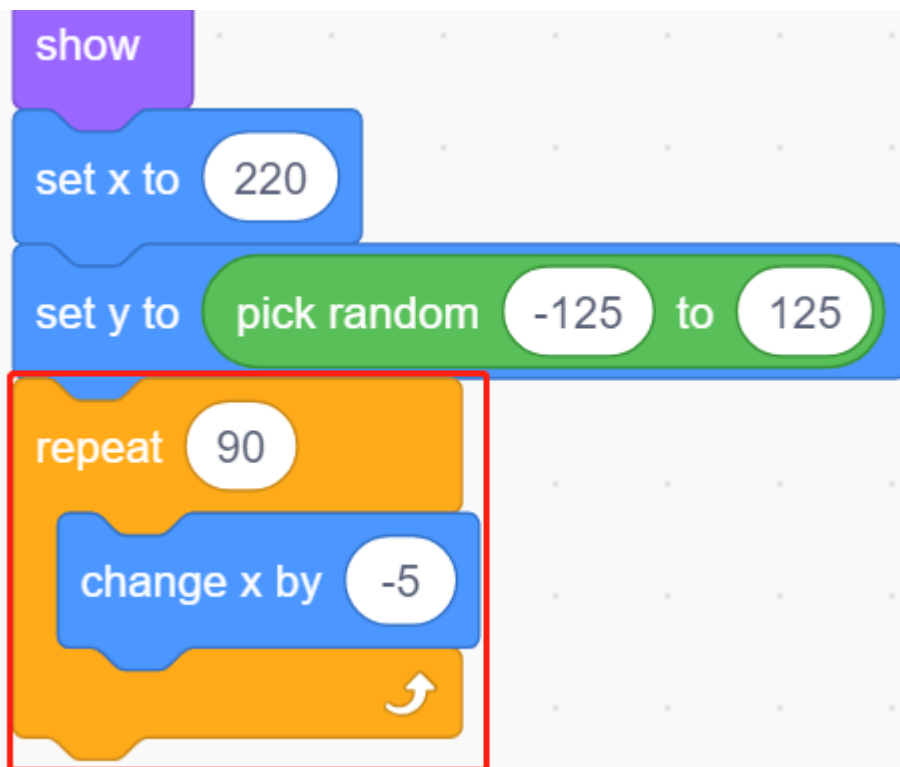 show
set x to 220
set y to pick random -125 to 125
repeat 90
change x by -5